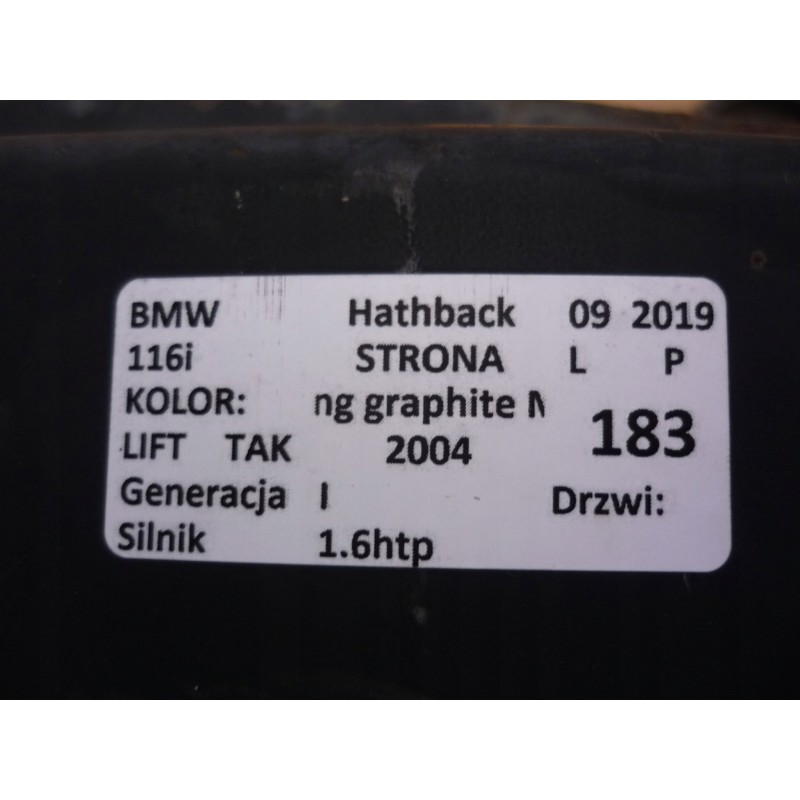 BMW Hathback 09 2019
116i STRONA L P
KOLOR: ng graphite 183
LIFT TAK 2004
Generacja I Drzwi:
Silnik 1.6htp